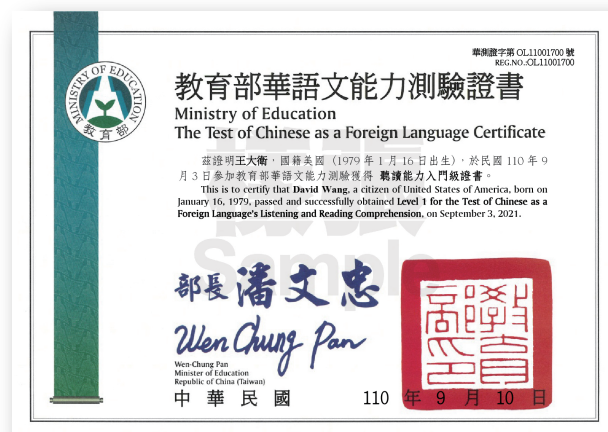 華測證字第 OL11001700 號
REG.NO.:OL11001700
MINISTRY OF EDUCATION
教育部
教育部華語文能力測驗證書
Ministry of Education
The Test of Chinese as a Foreign Language Certificate
茲證明王大衛，國籍美國（1979 年 1 月 16 日出生），於民國 110 年 9
月 3 日參加教育部華語文能力測驗獲得 聽讀能力入門級證書。
This is to certify that David Wang, a citizen of United States of America, born on
January 16, 1979, passed and successfully obtained Level 1 for the Test of Chinese as a
Foreign Language's Listening and Reading Comprehension, on September 3, 2021.
樣張
Sample
部長 潘文忠
Wen Chung Pan
Wen-Chung Pan
Minister of Education
Republic of China (Taiwan)
教育部印
中華民國 110 年 9 月 10 日